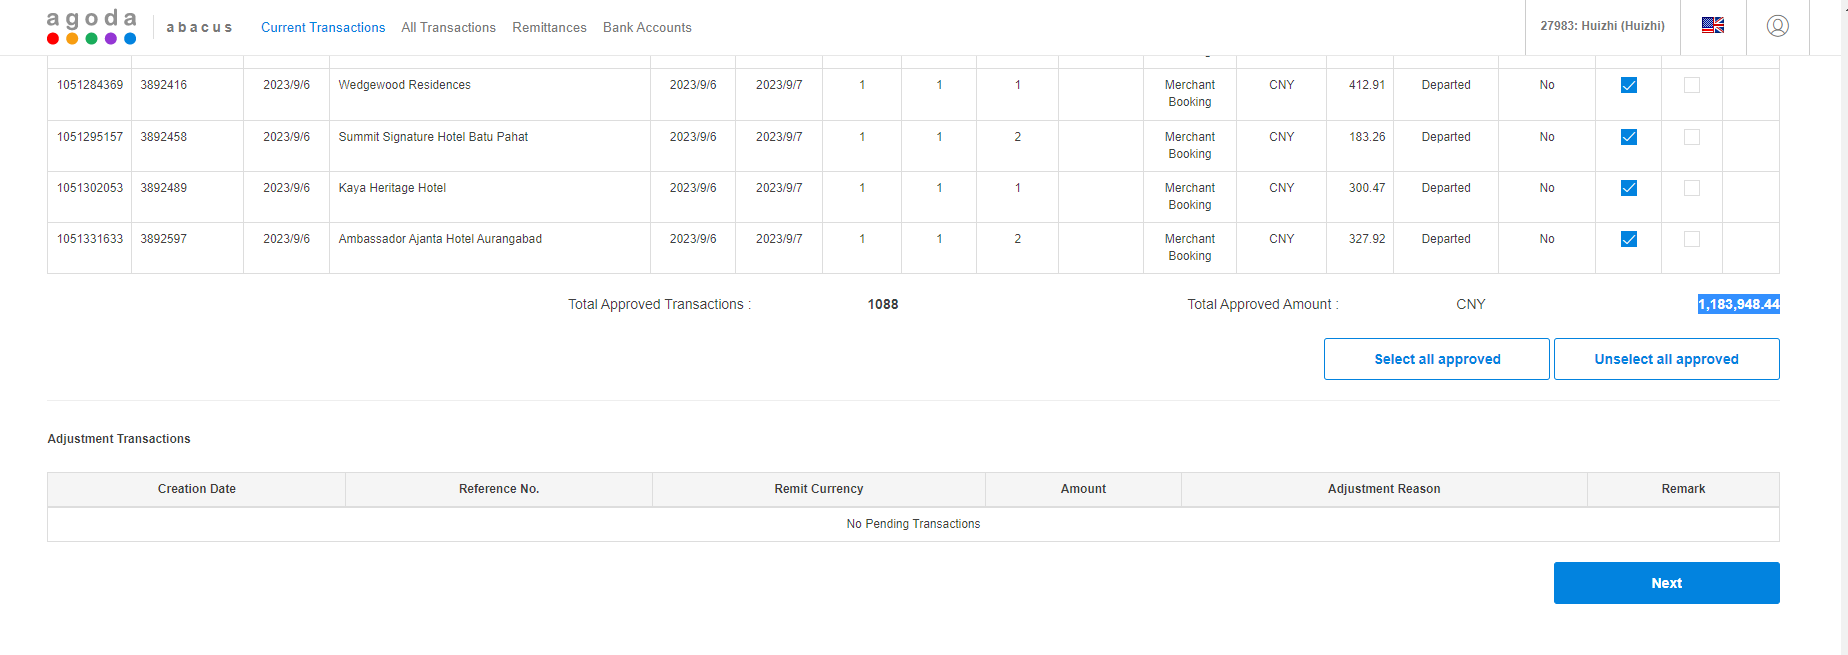 agoda abacus Current Transactions All Transactions Remittances Bank Accounts 27983: Huizhi (Huizhi)
1051284369 3892416 2023/9/6 Wedgewood Residences 2023/9/6 2023/9/7 1 1 1 Merchant Booking CNY 412.91 Departed No
1051295157 3892458 2023/9/6 Summit Signature Hotel Batu Pahat 2023/9/6 2023/9/7 1 1 2 Merchant Booking CNY 183.26 Departed No
1051302053 3892489 2023/9/6 Kaya Heritage Hotel 2023/9/6 2023/9/7 1 1 1 Merchant Booking CNY 300.47 Departed No
1051331633 3892597 2023/9/6 Ambassador Ajanta Hotel Aurangabad 2023/9/6 2023/9/7 1 1 2 Merchant Booking CNY 327.92 Departed No
Total Approved Transactions : 1088 Total Approved Amount : CNY 1,183,948.44
Select all approved Unselect all approved
Adjustment Transactions
Creation Date Reference No. Remit Currency Amount Adjustment Reason Remark
No Pending Transactions
Next